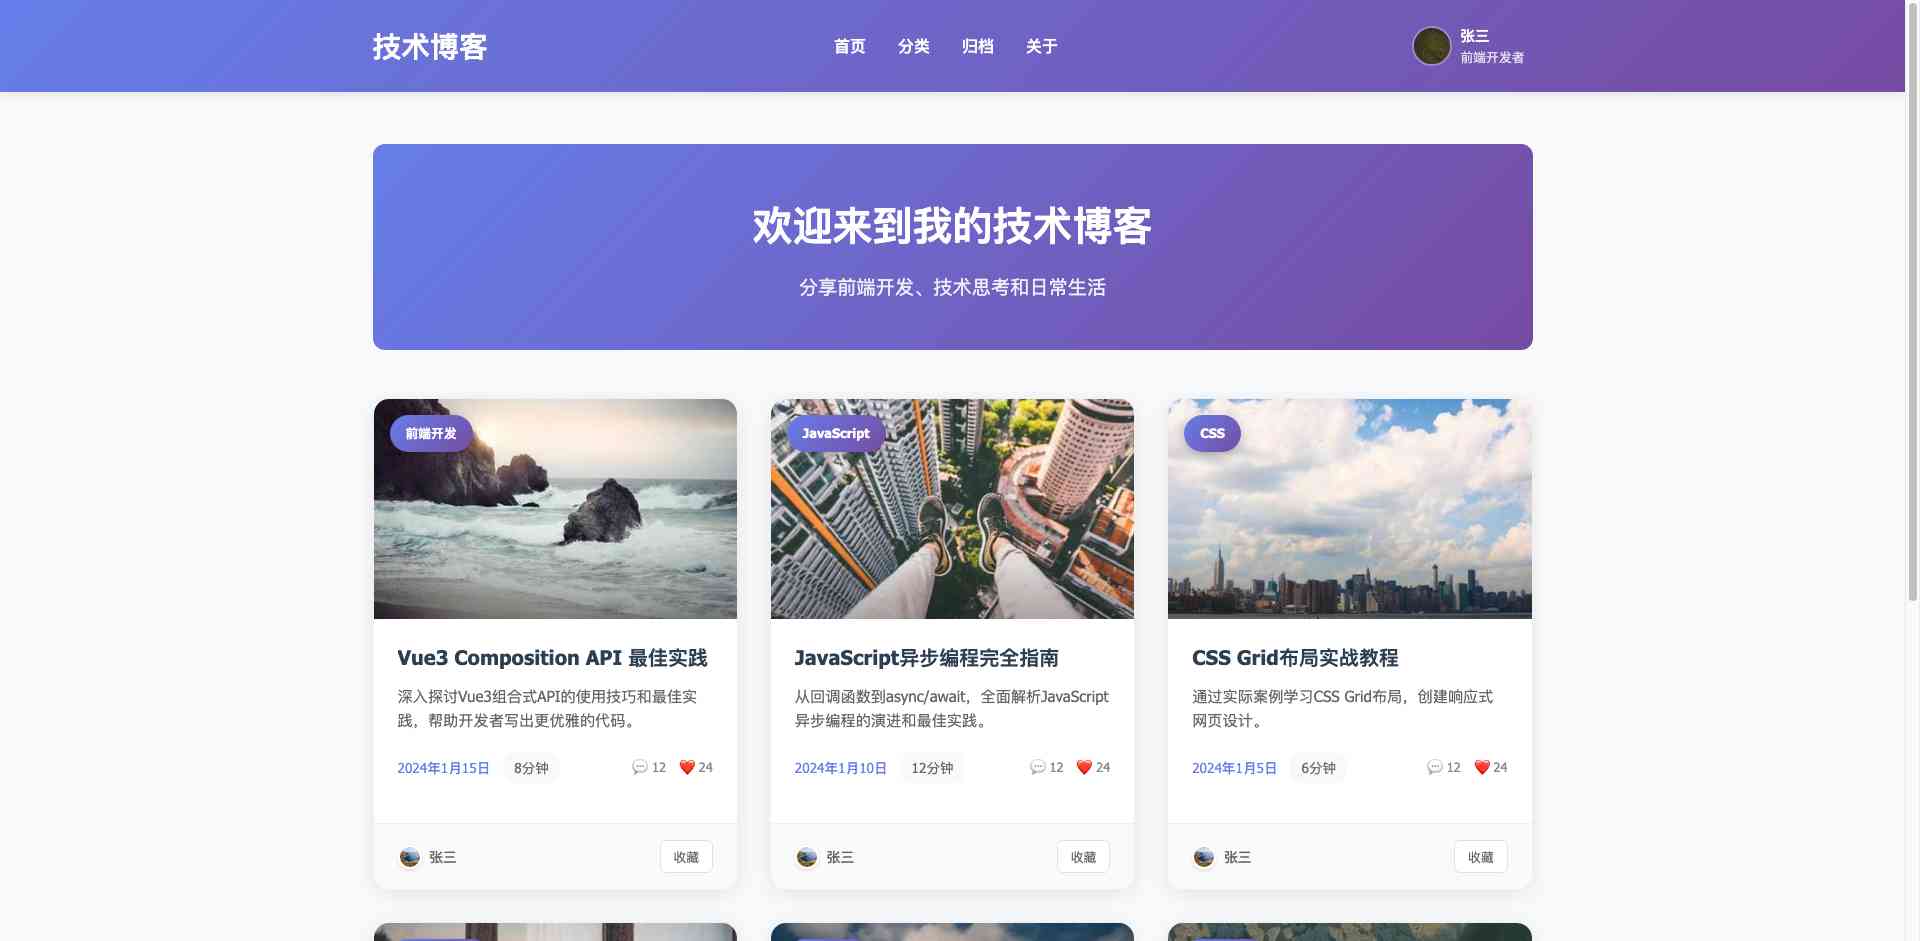 技术博客
首页 分类 归档 关于
张三
前端开发者
欢迎来到我的技术博客
分享前端开发、技术思考和日常生活
前端开发
Vue3 Composition API 最佳实践
深入探讨Vue3组合式API的使用技巧和最佳实
践，帮助开发者写出更优雅的代码。
2024年1月15日 8分钟 12 24
张三 收藏
JavaScript
JavaScript异步编程完全指南
从回调函数到async/await，全面解析JavaScript
异步编程的演进和最佳实践。
2024年1月10日 12分钟 12 24
张三 收藏
CSS
CSS Grid布局实战教程
通过实际案例学习CSS Grid布局，创建响应式
网页设计。
2024年1月5日 6分钟 12 24
张三 收藏